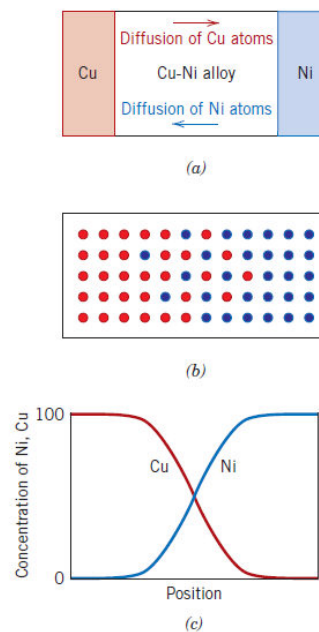 Diffusion of Cu atoms
Cu
Cu-Ni alloy
Ni
Diffusion of Ni atoms
(a)
(b)
Concentration of Ni, Cu
100
Cu
Ni
0
Position
(c)